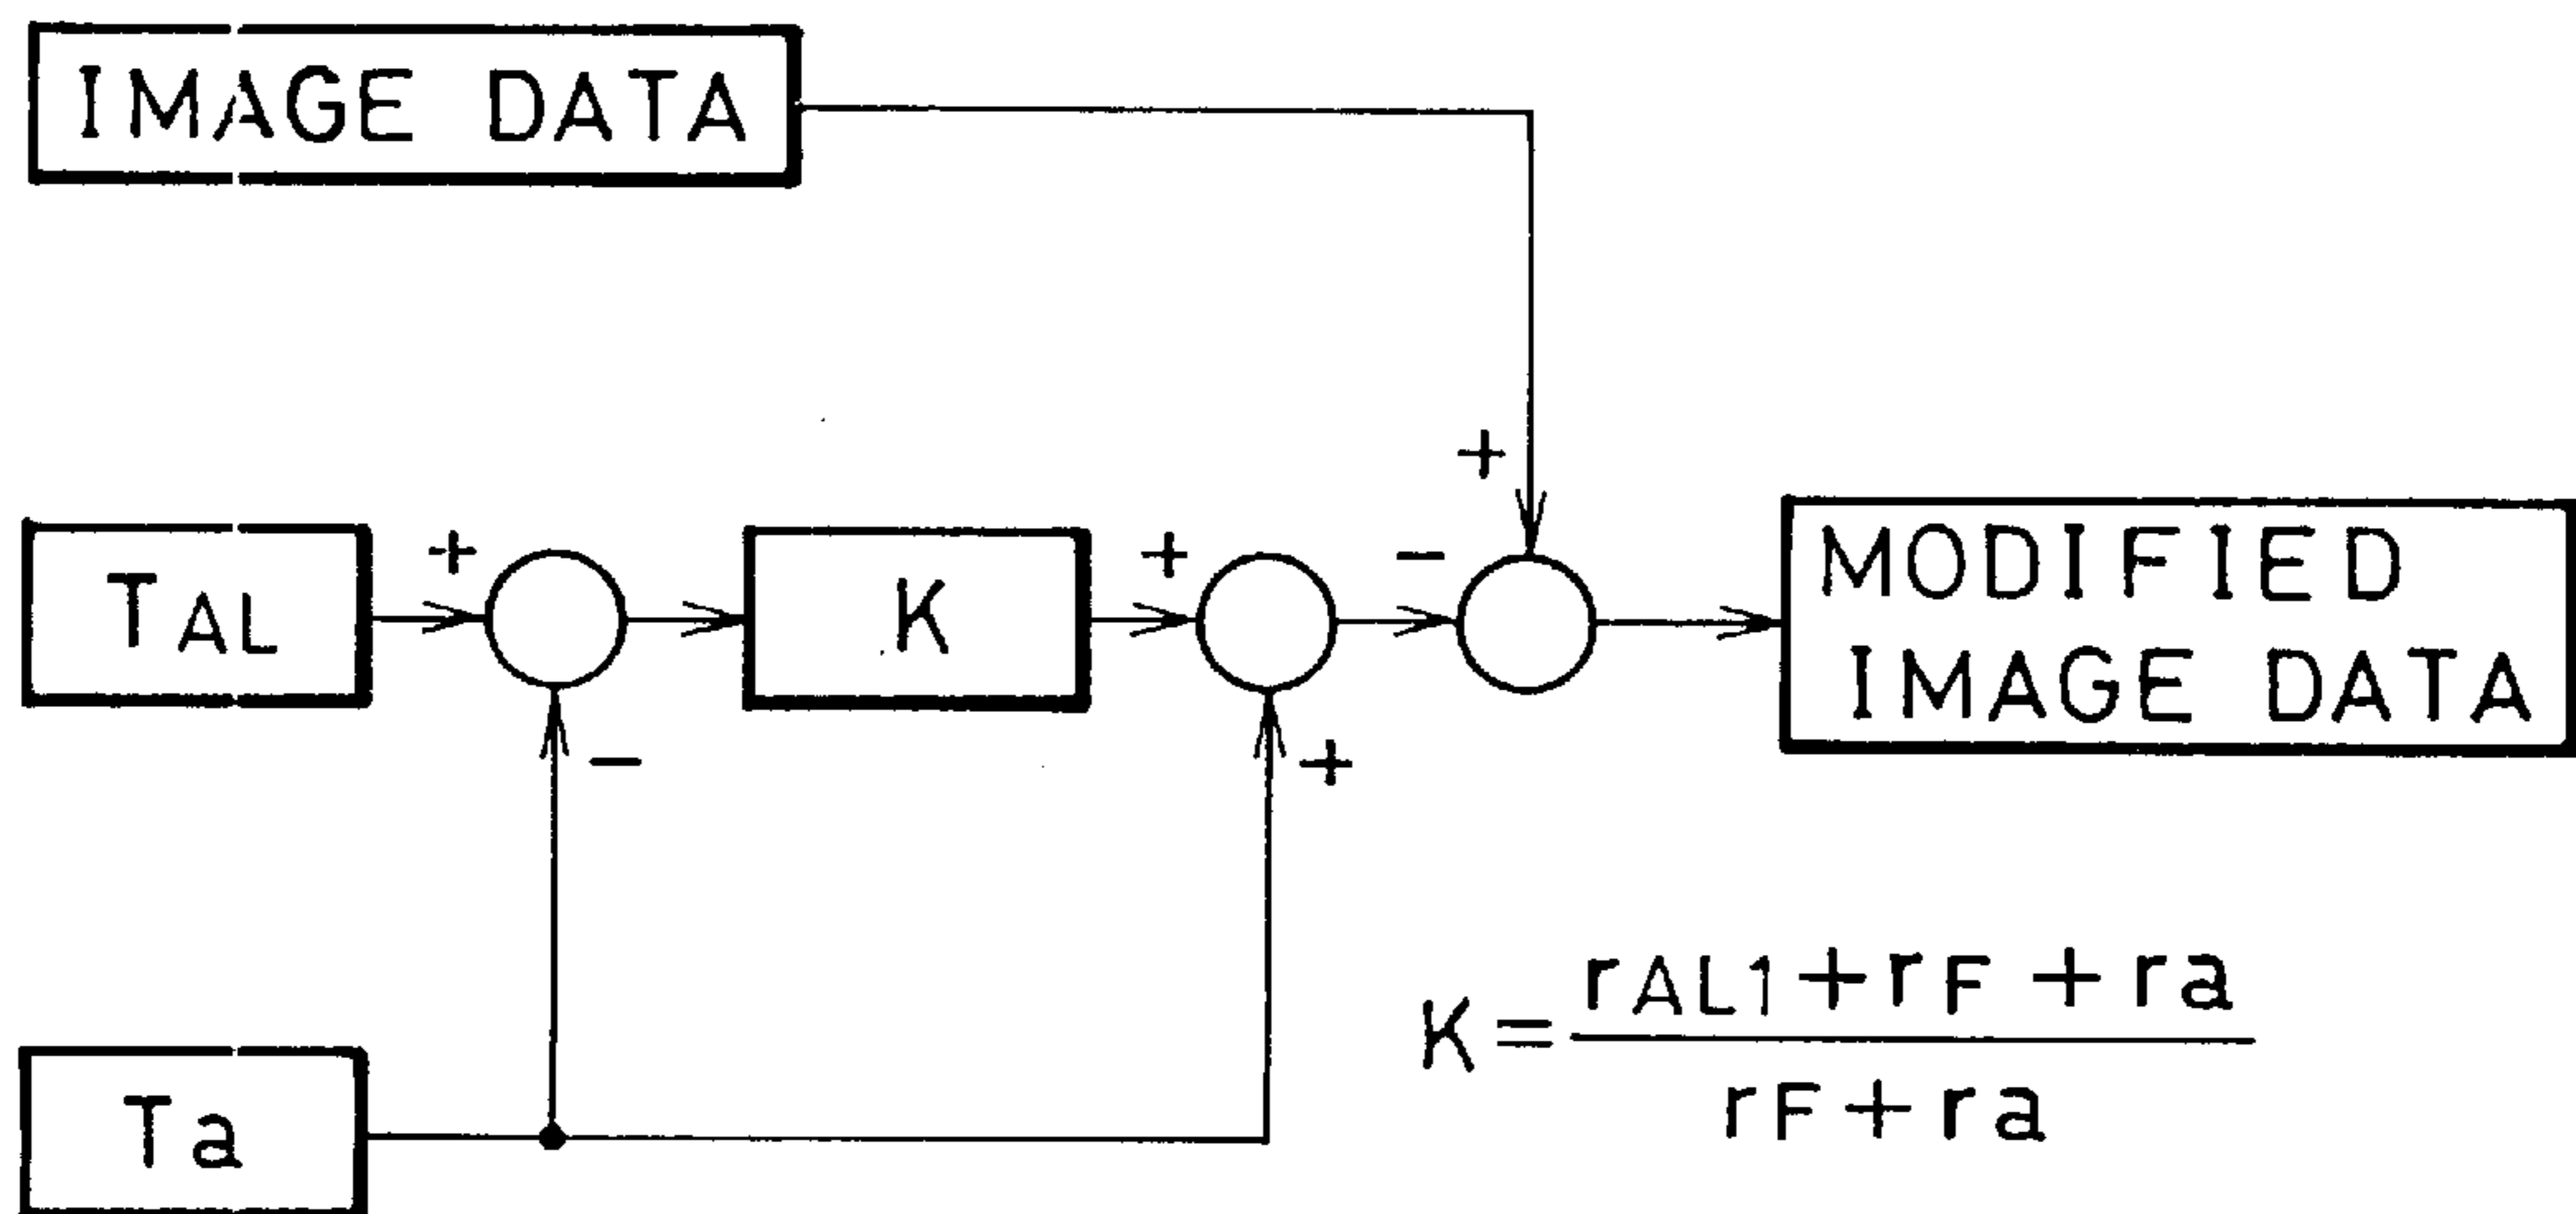 IMAGE DATA
+
+
+
−
TAL
K
MODIFIED
IMAGE DATA
−
+
Ta
K = (rAL1 + rF + ra) / (rF + ra)